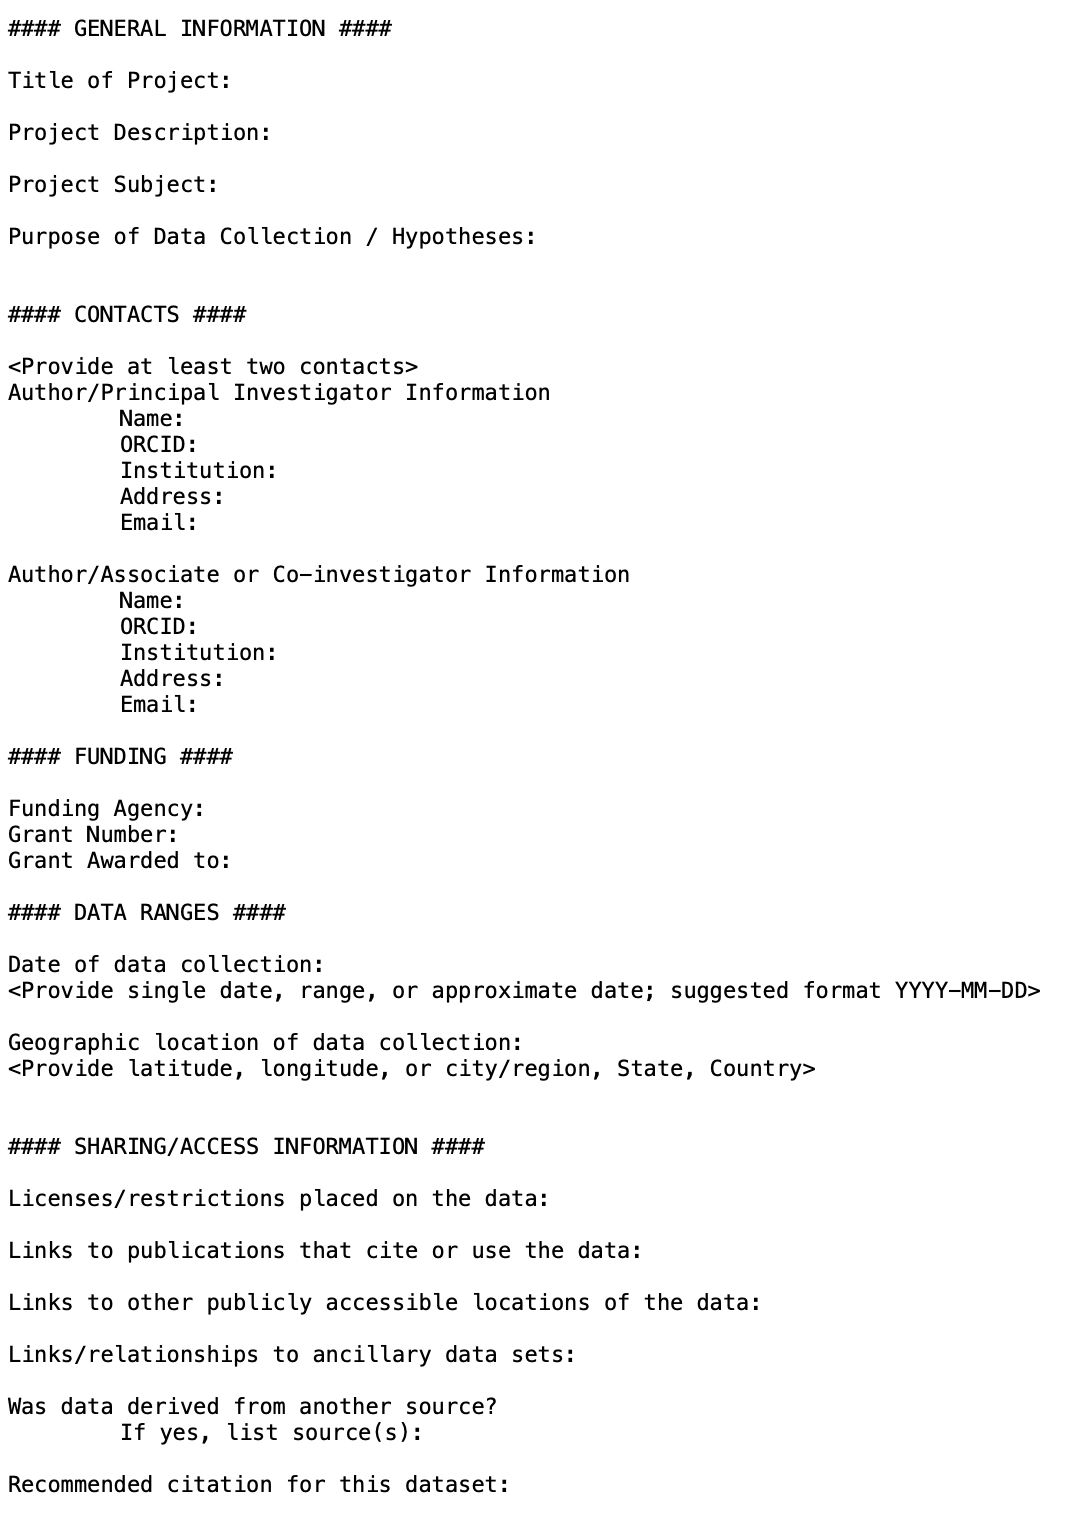 #### GENERAL INFORMATION ####
Title of Project:
Project Description:
Project Subject:
Purpose of Data Collection / Hypotheses:
#### CONTACTS ####
<Provide at least two contacts>
Author/Principal Investigator Information
Name:
ORCID:
Institution:
Address:
Email:
Author/Associate or Co-investigator Information
Name:
ORCID:
Institution:
Address:
Email:
#### FUNDING ####
Funding Agency:
Grant Number:
Grant Awarded to:
#### DATA RANGES ####
Date of data collection:
<Provide single date, range, or approximate date; suggested format YYYY-MM-DD>
Geographic location of data collection:
<Provide latitude, longitude, or city/region, State, Country>
#### SHARING/ACCESS INFORMATION ####
Licenses/restrictions placed on the data:
Links to publications that cite or use the data:
Links to other publicly accessible locations of the data:
Links/relationships to ancillary data sets:
Was data derived from another source?
If yes, list source(s):
Recommended citation for this dataset: